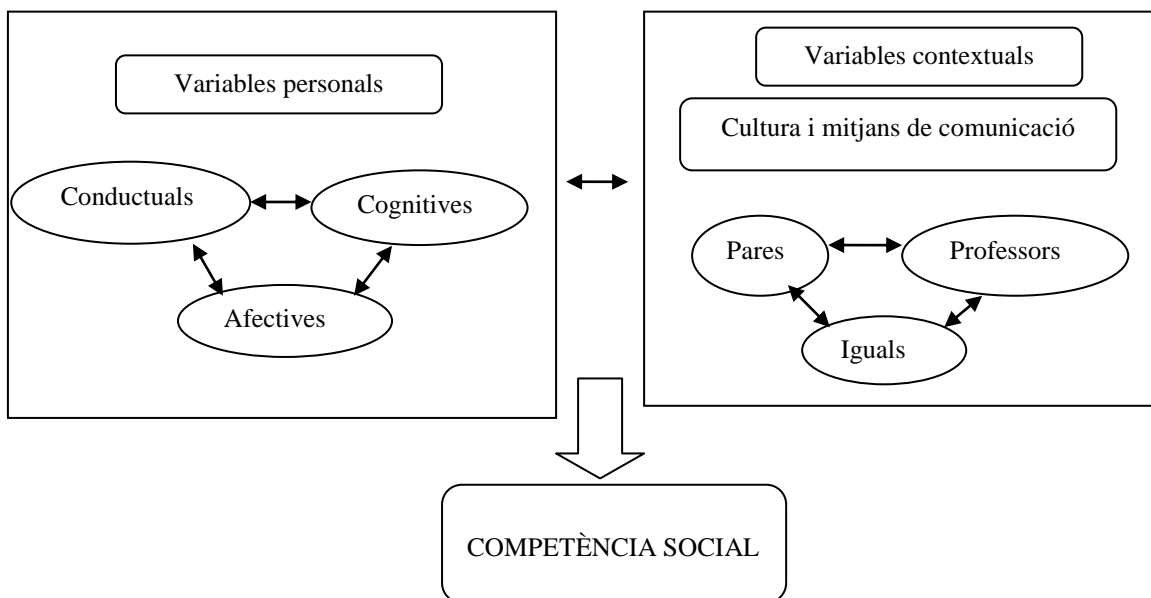 Variables personals
Conductuals
Cognitives
Afectives
Variables contextuals
Cultura i mitjans de comunicació
Pares
Professors
Iguals
COMPETÈNCIA SOCIAL